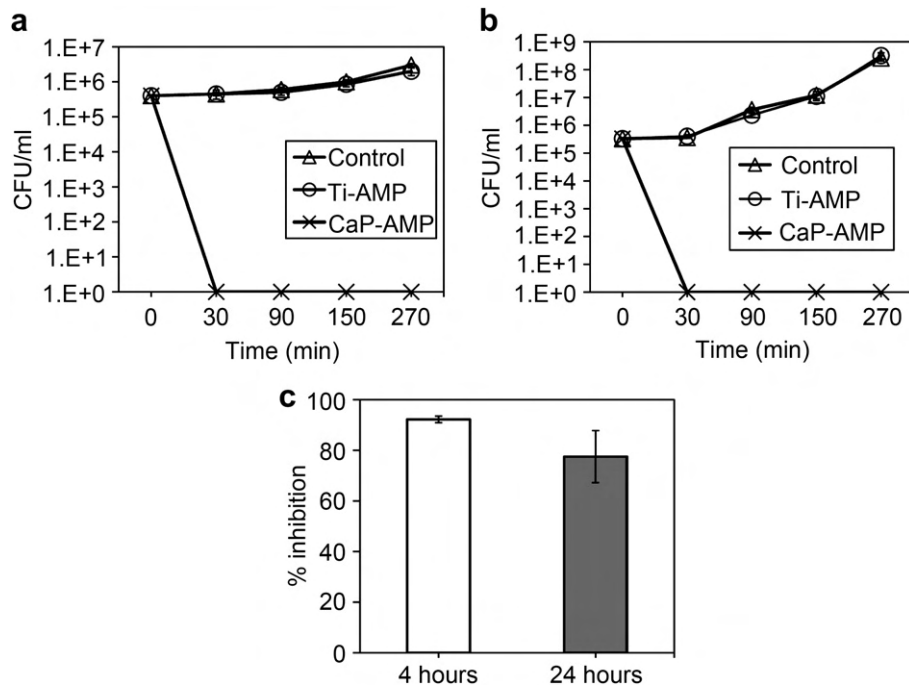 a
1.E+7
1.E+6
1.E+5
1.E+4
1.E+3
1.E+2
1.E+1
1.E+0
CFU/ml
Control
Ti-AMP
CaP-AMP
0 30 90 150 270
Time (min)
b
1.E+9
1.E+8
1.E+7
1.E+6
1.E+5
1.E+4
1.E+3
1.E+2
1.E+1
1.E+0
CFU/ml
Control
Ti-AMP
CaP-AMP
0 30 90 150 270
Time (min)
c
100
80
60
40
20
0
% inhibition
4 hours 24 hours